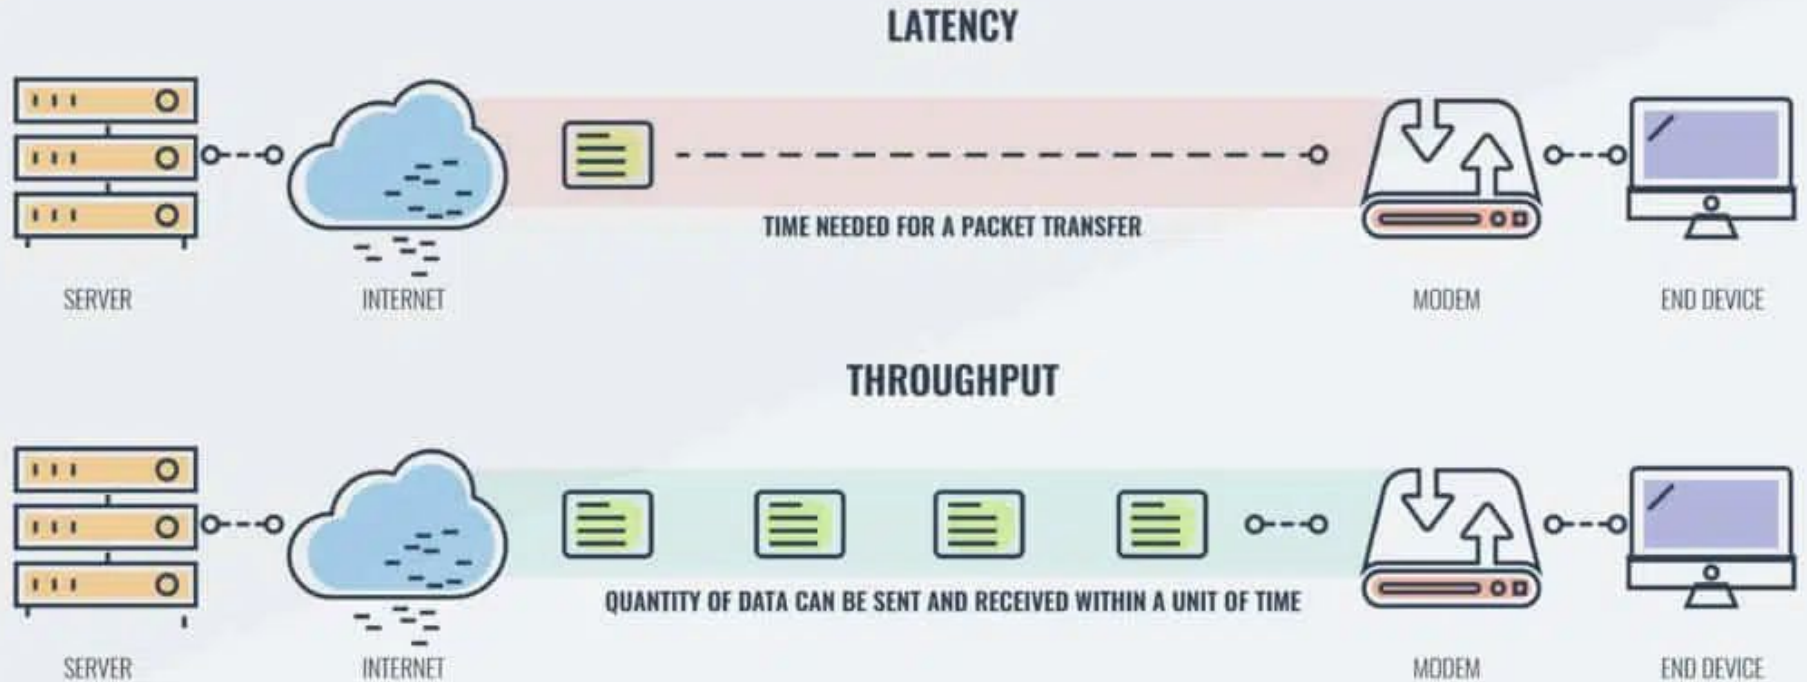 LATENCY
TIME NEEDED FOR A PACKET TRANSFER
SERVER
INTERNET
MODEM
END DEVICE
THROUGHPUT
QUANTITY OF DATA CAN BE SENT AND RECEIVED WITHIN A UNIT OF TIME
SERVER
INTERNET
MODEM
END DEVICE